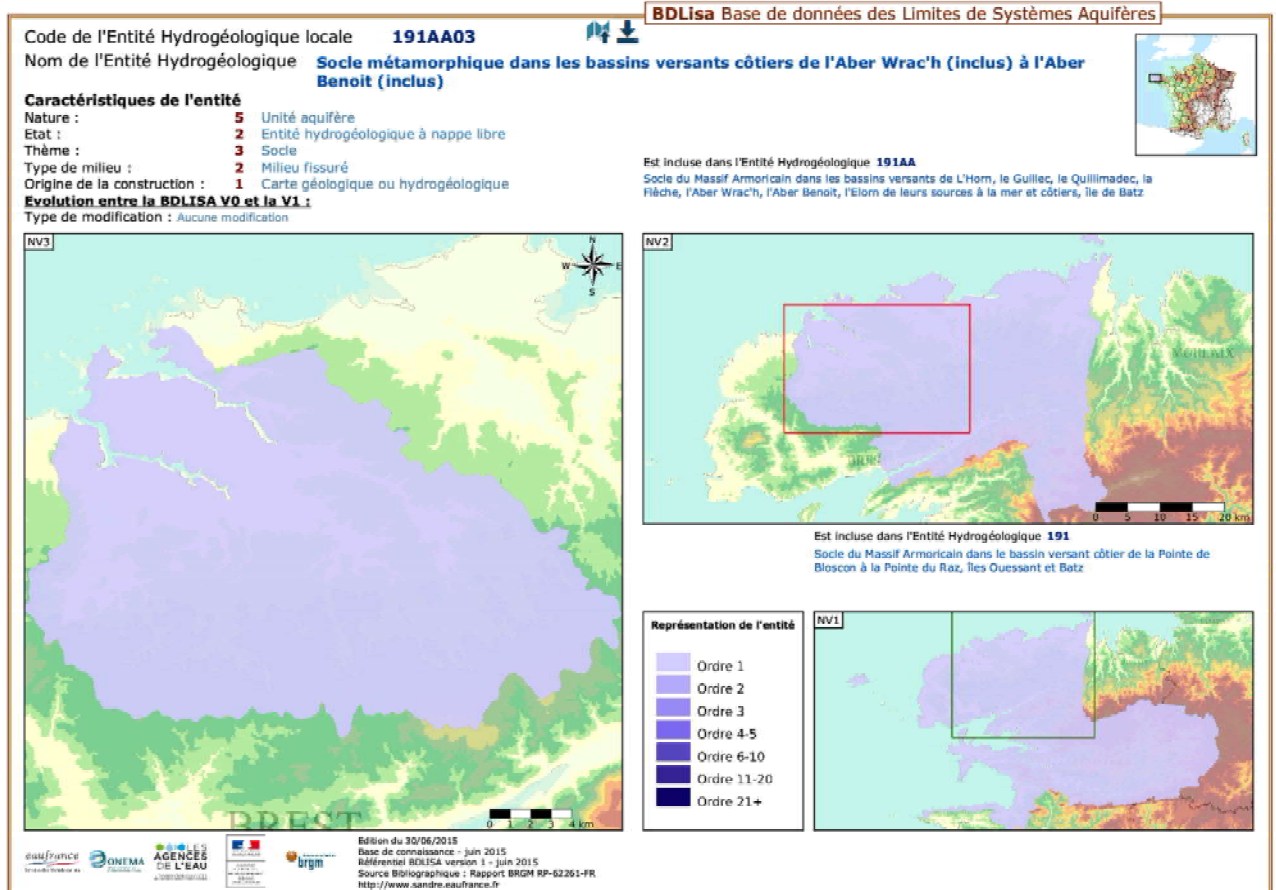 BDLisa Base de données des Limites de Systèmes Aquifères
Code de l'Entité Hydrogéologique locale 191AA03
Nom de l'Entité Hydrogéologique Socle métamorphique dans les bassins versants côtiers de l'Aber Wrac'h (inclus) à l'Aber
Benoit (inclus)
Caractéristiques de l'entité
Nature : 5 Unité aquifère
Etat : 2 Entité hydrogéologique à nappe libre
Thème : 3 Socle
Type de milieu : 2 Milieu fissuré
Origine de la construction : 1 Carte géologique ou hydrogéologique
Evolution entre la BDLISA V0 et la V1 :
Type de modification : Aucune modification
Est incluse dans l'Entité Hydrogéologique 191AA
Socle du Massif Armoricain dans les bassins versants de L'Horn, le Guillec, le Quillimadec, la
Flèche, l'Aber Wrac'h, l'Aber Benoit, l'Elorn de leurs sources à la mer et côtiers, île de Batz
NV3
N
W E
S
BREST
0 1 2 3 4 km
NV2
MORLAIX
BREST
0 5 10 15 20 km
Est incluse dans l'Entité Hydrogéologique 191
Socle du Massif Armoricain dans le bassin versant côtier de la Pointe de
Bloscon à la Pointe du Raz, îles Ouessant et Batz
Représentation de l'entité
Ordre 1
Ordre 2
Ordre 3
Ordre 4-5
Ordre 6-10
Ordre 11-20
Ordre 21+
NV1
eaufrance
ONEMA
LES
AGENCES
DE L'EAU
brgm
Edition du 30/06/2015
Base de connaissance - juin 2015
Référentiel BDLISA version 1 - juin 2015
Source Bibliographique : Rapport BRGM RP-62261-FR
http://www.sandre.eaufrance.fr